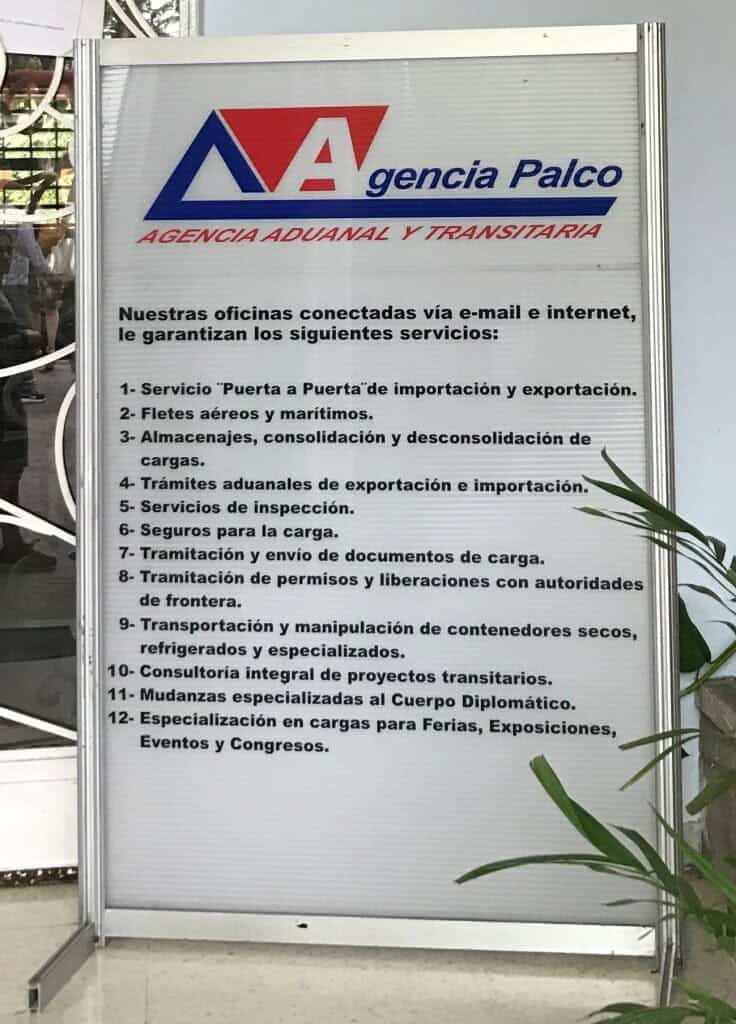 Agencia Palco
AGENCIA ADUANAL Y TRANSITARIA
Nuestras oficinas conectadas vía e-mail e internet,
le garantizan los siguientes servicios:
1- Servicio ¨Puerta a Puerta¨de importación y exportación.
2- Fletes aéreos y marítimos.
3- Almacenajes, consolidación y desconsolidación de
cargas.
4- Trámites aduanales de exportación e importación.
5- Servicios de inspección.
6- Seguros para la carga.
7- Tramitación y envío de documentos de carga.
8- Tramitación de permisos y liberaciones con autoridades
de frontera.
9- Transportación y manipulación de contenedores secos,
refrigerados y especializados.
10- Consultoría integral de proyectos transitarios.
11- Mudanzas especializadas al Cuerpo Diplomático.
12- Especialización en cargas para Ferias, Exposiciones,
Eventos y Congresos.